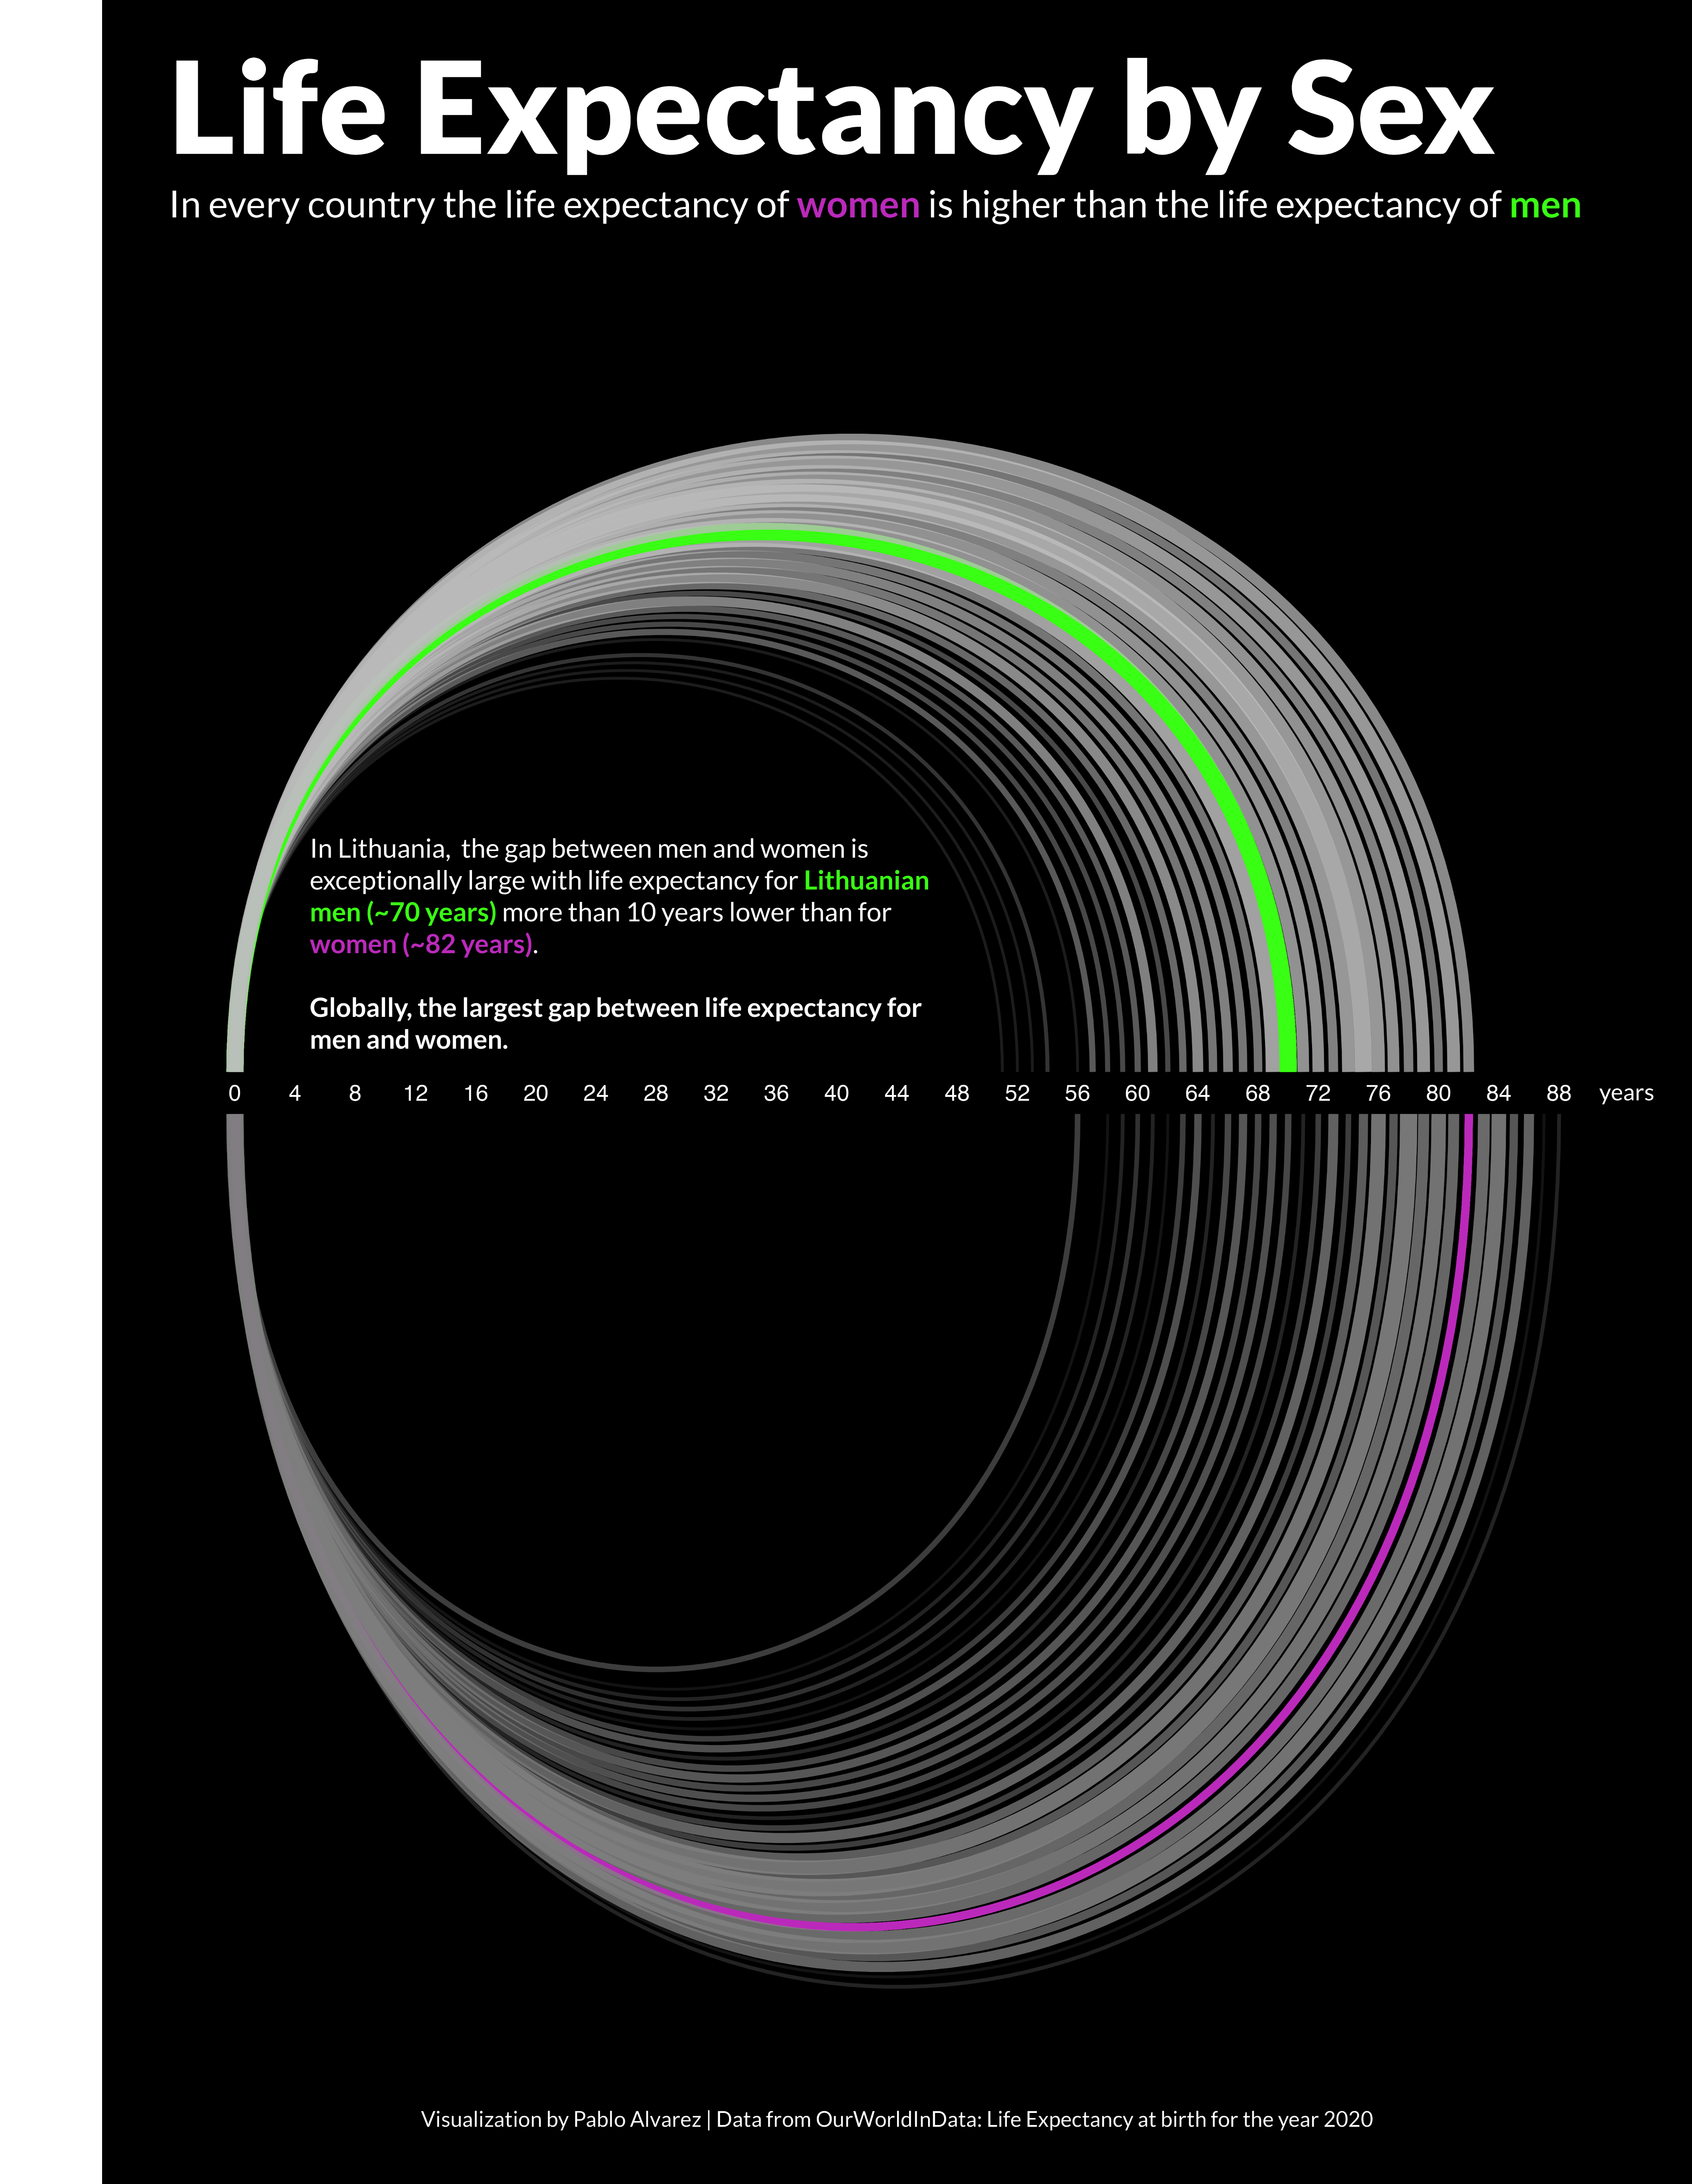 Life Expectancy by Sex
In every country the life expectancy of women is higher than the life expectancy of men
In Lithuania,  the gap between men and women is
exceptionally large with life expectancy for Lithuanian
men (~70 years) more than 10 years lower than for
women (~82 years).
Globally, the largest gap between life expectancy for
men and women.
0 4 8 12 16 20 24 28 32 36 40 44 48 52 56 60 64 68 72 76 80 84 88 years
Visualization by Pablo Alvarez | Data from OurWorldInData: Life Expectancy at birth for the year 2020